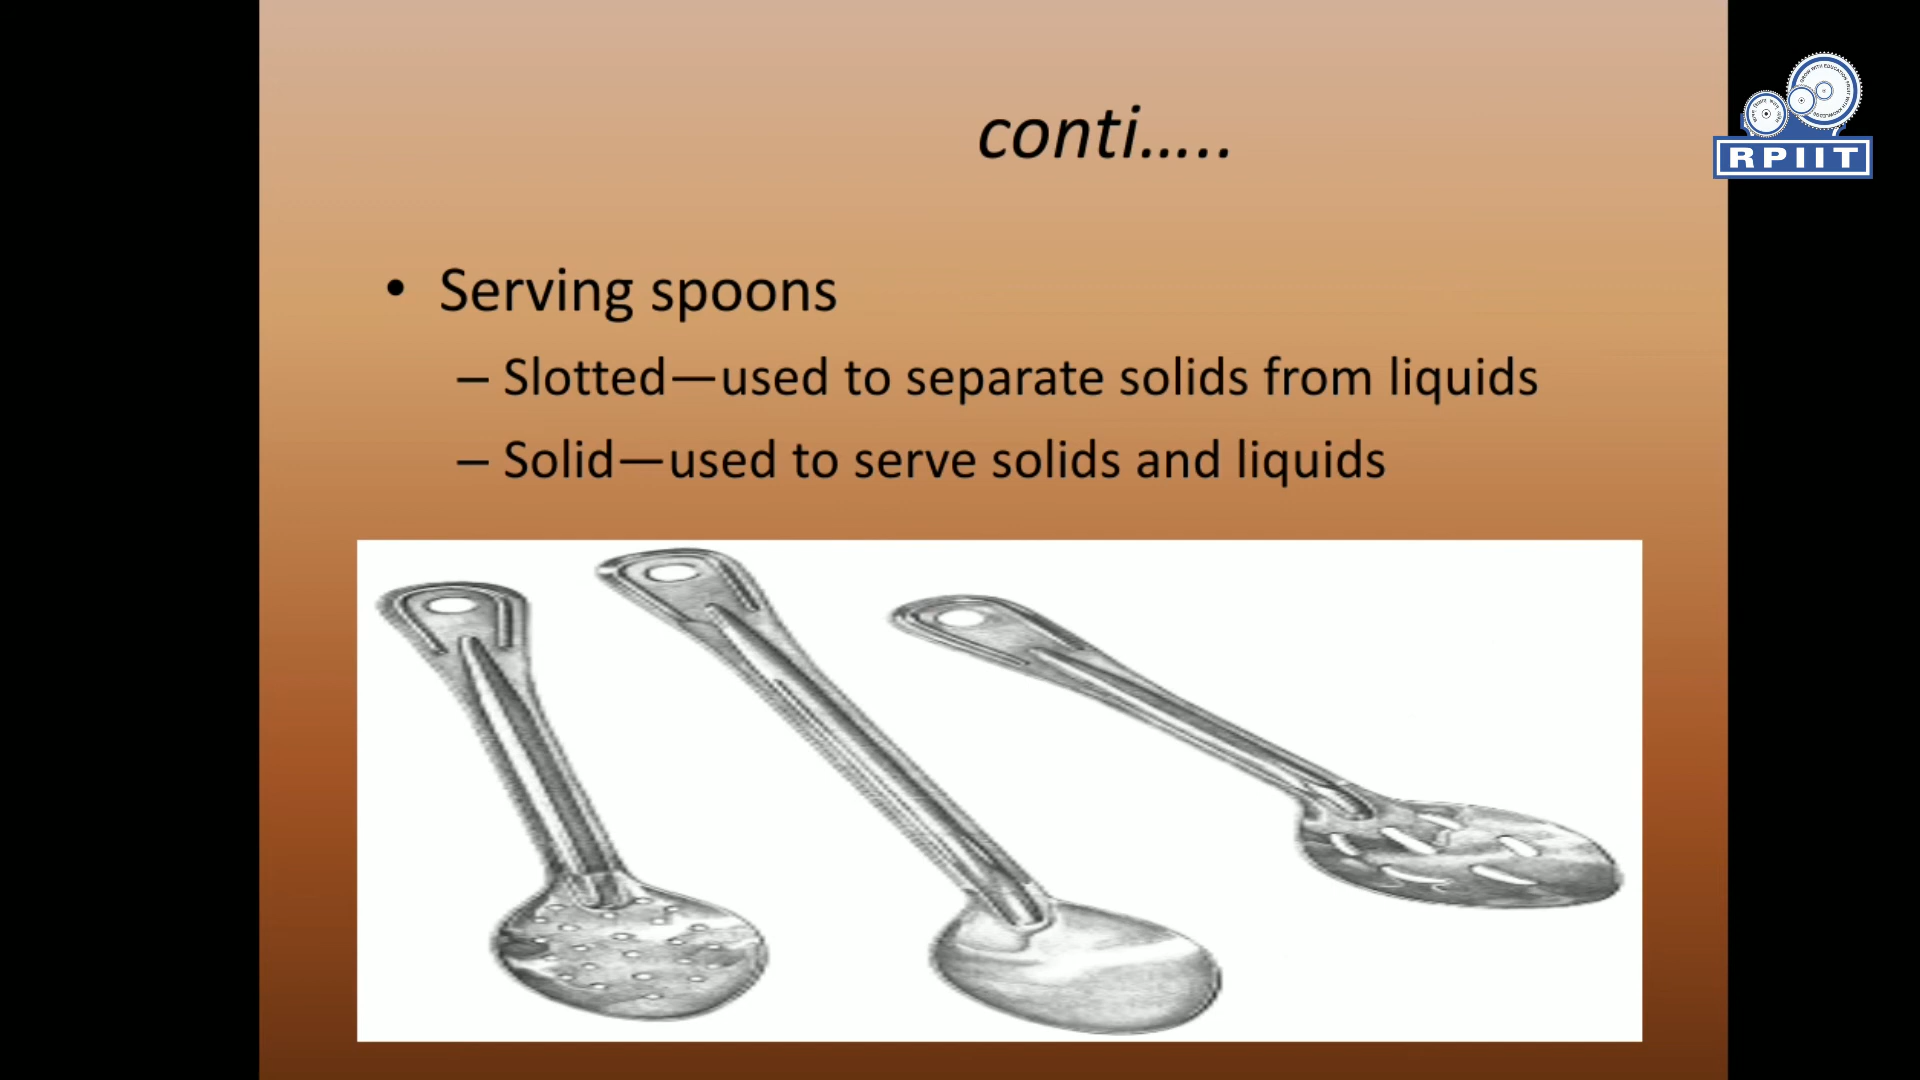 conti.....
• Serving spoons
– Slotted—used to separate solids from liquids
– Solid—used to serve solids and liquids
RPIIT